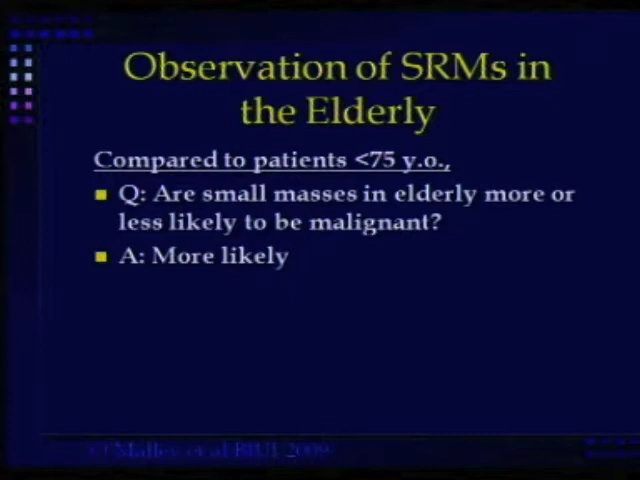 Observation of SRMs in
the Elderly
Compared to patients <75 y.o.,
Q: Are small masses in elderly more or
less likely to be malignant?
A: More likely
O'Malley et al BJUI 2009